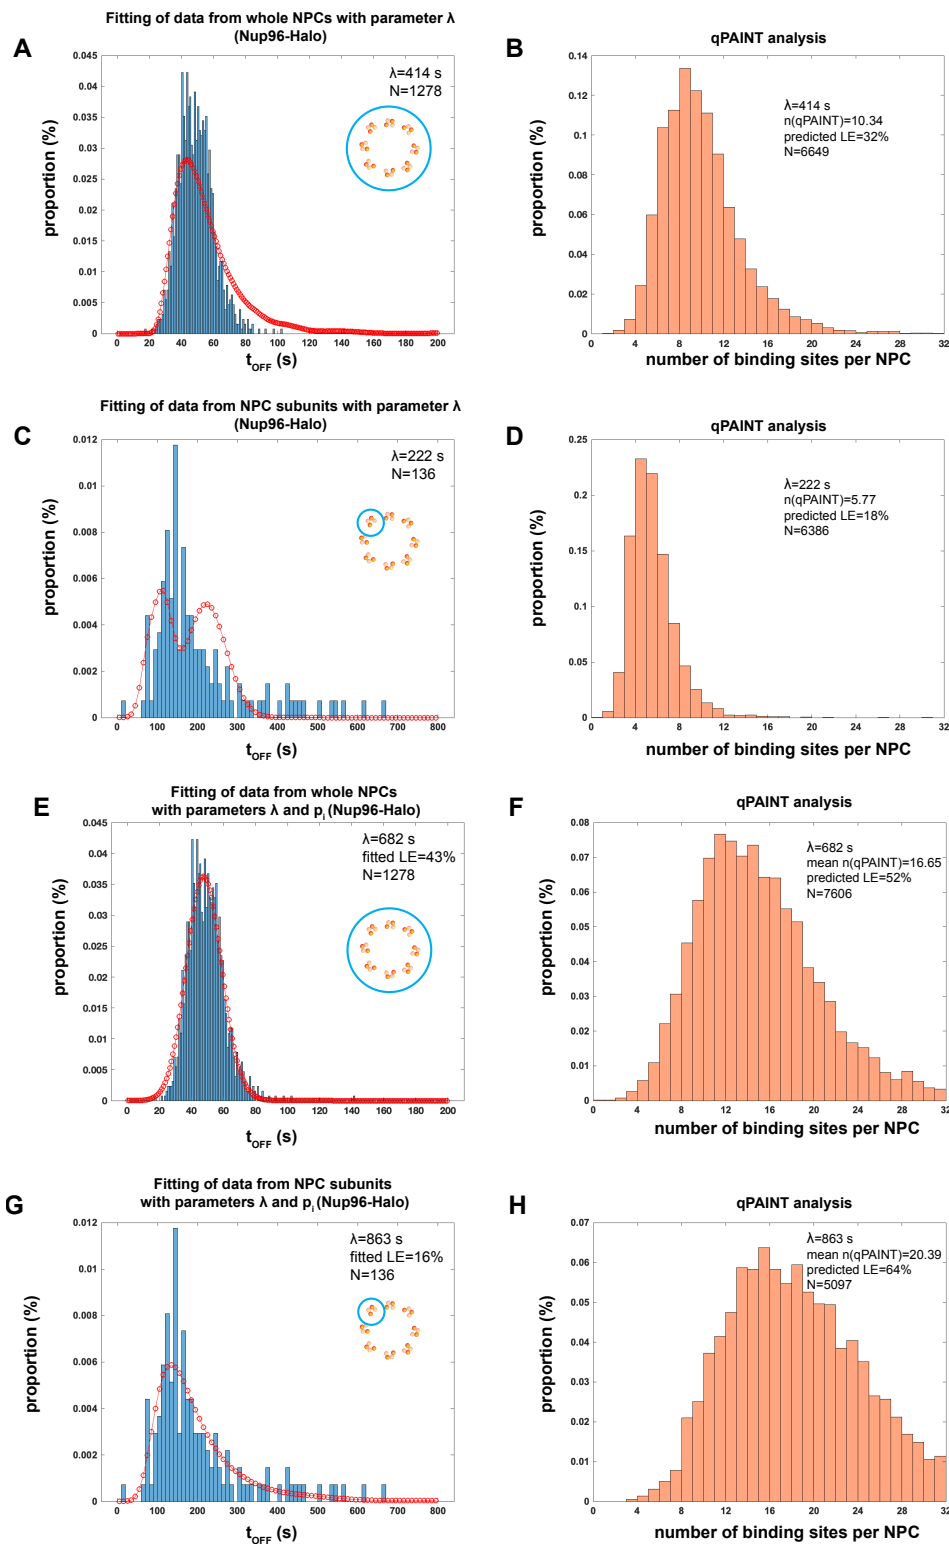 Fitting of data from whole NPCs with parameter λ
(Nup96-Halo)
A
0.045
0.04
0.035
0.03
0.025
0.02
0.015
0.01
0.005
0
proportion (%)
λ=414 s
N=1278
0 20 40 60 80 100 120 140 160 180 200
tOFF (s)
B
qPAINT analysis
0.14
0.12
0.10
0.08
0.06
0.04
0.02
0
proportion (%)
λ=414 s
n(qPAINT)=10.34
predicted LE=32%
N=6649
0 4 8 12 16 20 24 28 32
number of binding sites per NPC
Fitting of data from NPC subunits with parameter λ
(Nup96-Halo)
C
0.012
0.01
0.008
0.006
0.004
0.002
0
proportion (%)
λ=222 s
N=136
0 100 200 300 400 500 600 700 800
tOFF (s)
D
qPAINT analysis
0.25
0.2
0.15
0.1
0.05
0
proportion (%)
λ=222 s
n(qPAINT)=5.77
predicted LE=18%
N=6386
0 4 8 12 16 20 24 28 32
number of binding sites per NPC
Fitting of data from whole NPCs
with parameters λ and pi (Nup96-Halo)
E
0.045
0.04
0.035
0.03
0.025
0.02
0.015
0.01
0.005
0
proportion (%)
λ=682 s
fitted LE=43%
N=1278
0 20 40 60 80 100 120 140 160 180 200
tOFF (s)
F
qPAINT analysis
0.08
0.07
0.06
0.05
0.04
0.03
0.02
0.01
0
proportion (%)
λ=682 s
mean n(qPAINT)=16.65
predicted LE=52%
N=7606
0 4 8 12 16 20 24 28 32
number of binding sites per NPC
Fitting of data from NPC subunits
with parameters λ and pi (Nup96-Halo)
G
0.012
0.01
0.008
0.006
0.004
0.002
0
proportion (%)
λ=863 s
fitted LE=16%
N=136
0 100 200 300 400 500 600 700 800
tOFF (s)
H
qPAINT analysis
0.07
0.06
0.05
0.04
0.03
0.02
0.01
0
proportion (%)
λ=863 s
mean n(qPAINT)=20.39
predicted LE=64%
N=5097
0 4 8 12 16 20 24 28 32
number of binding sites per NPC